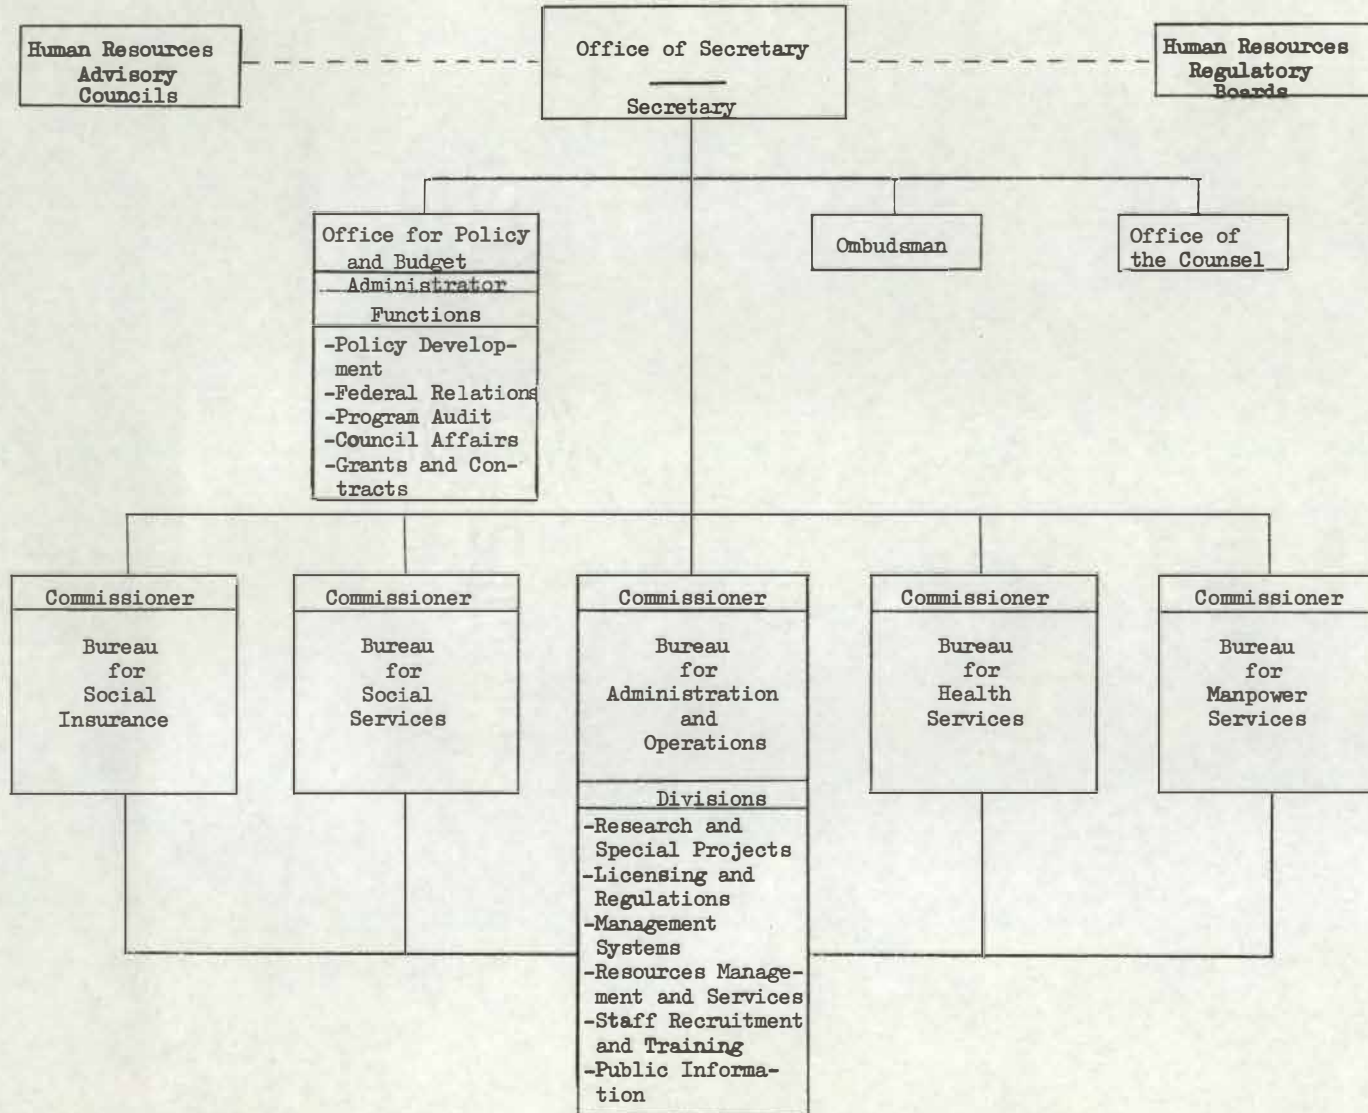 Human Resources
Advisory
Councils
Office of Secretary
Secretary
Human Resources
Regulatory
Boards
Office for Policy
and Budget
Administrator
Functions
-Policy Develop-
ment
-Federal Relations
-Program Audit
-Council Affairs
-Grants and Con-
tracts
Ombudsman
Office of
the Counsel
Commissioner
Bureau
for
Social
Insurance
Commissioner
Bureau
for
Social
Services
Commissioner
Bureau
for
Administration
and
Operations
Divisions
-Research and
Special Projects
-Licensing and
Regulations
-Management
Systems
-Resources Manage-
ment and Services
-Staff Recruitment
and Training
-Public Informa-
tion
Commissioner
Bureau
for
Health
Services
Commissioner
Bureau
for
Manpower
Services